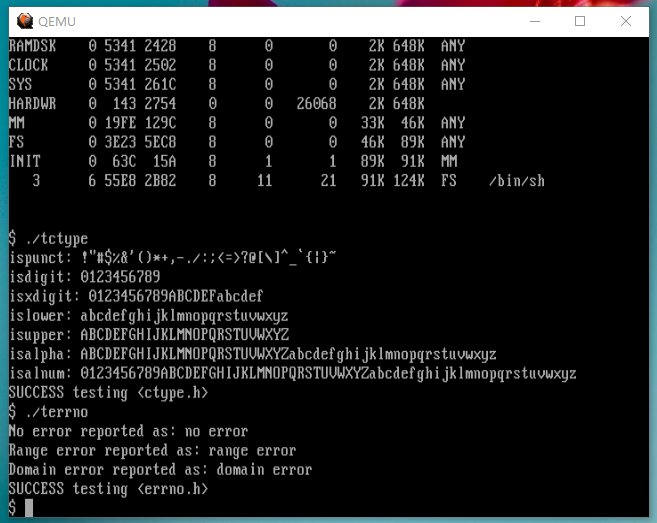 QEMU
RAMDSK 0 5341 2428 8 0 0 2K 648K ANY
CLOCK 0 5341 2502 8 0 0 2K 648K ANY
SYS 0 5341 261C 8 0 0 2K 648K ANY
HARDWR 0 143 2754 0 0 26068 2K 648K
MM 0 19FE 129C 8 0 0 33K 46K ANY
FS 0 3E23 5EC8 8 0 0 46K 89K ANY
INIT 0 63C 15A 8 1 1 89K 91K MM
3 6 55E8 2B82 8 11 21 91K 124K FS /bin/sh
$ ./tctype
ispunct: !"#$%&'()*+,-./:;<=>?@[\]^_`{|}~
isdigit: 0123456789
isxdigit: 0123456789ABCDEFabcdef
islower: abcdefghijklmnopqrstuvwxyz
isupper: ABCDEFGHIJKLMNOPQRSTUVWXYZ
isalpha: ABCDEFGHIJKLMNOPQRSTUVWXYZabcdefghijklmnopqrstuvwxyz
isalnum: 0123456789ABCDEFGHIJKLMNOPQRSTUVWXYZabcdefghijklmnopqrstuvwxyz
SUCCESS testing <ctype.h>
$ ./terrno
No error reported as: no error
Range error reported as: range error
Domain error reported as: domain error
SUCCESS testing <errno.h>
$